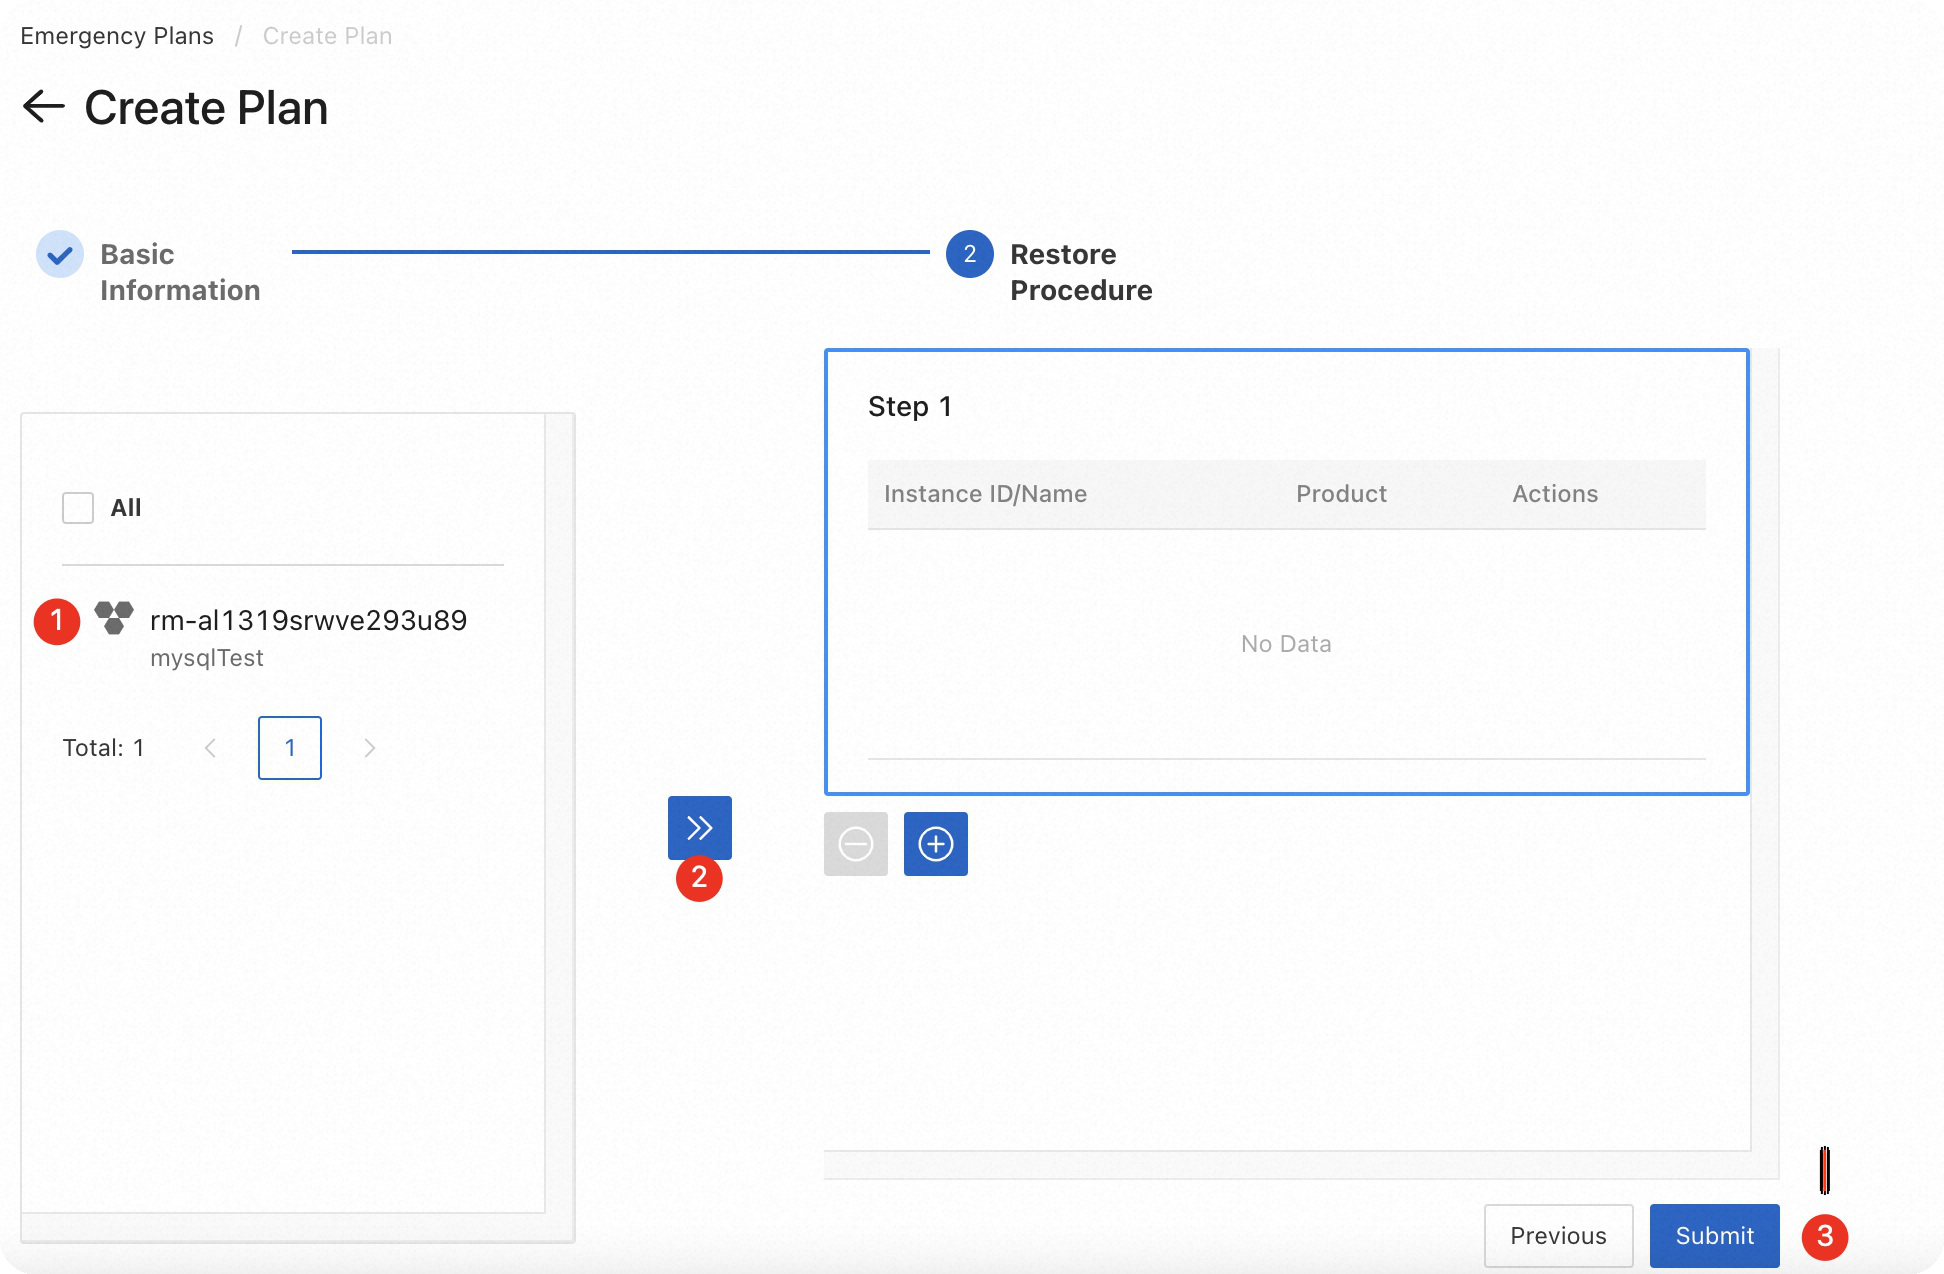 Emergency Plans / Create Plan
Create Plan
Basic
Information
2 Restore
Procedure
All
1 rm-al1319srwve293u89
mysqlTest
Total: 1 1
2
Step 1
Instance ID/Name Product Actions
No Data
Previous Submit 3